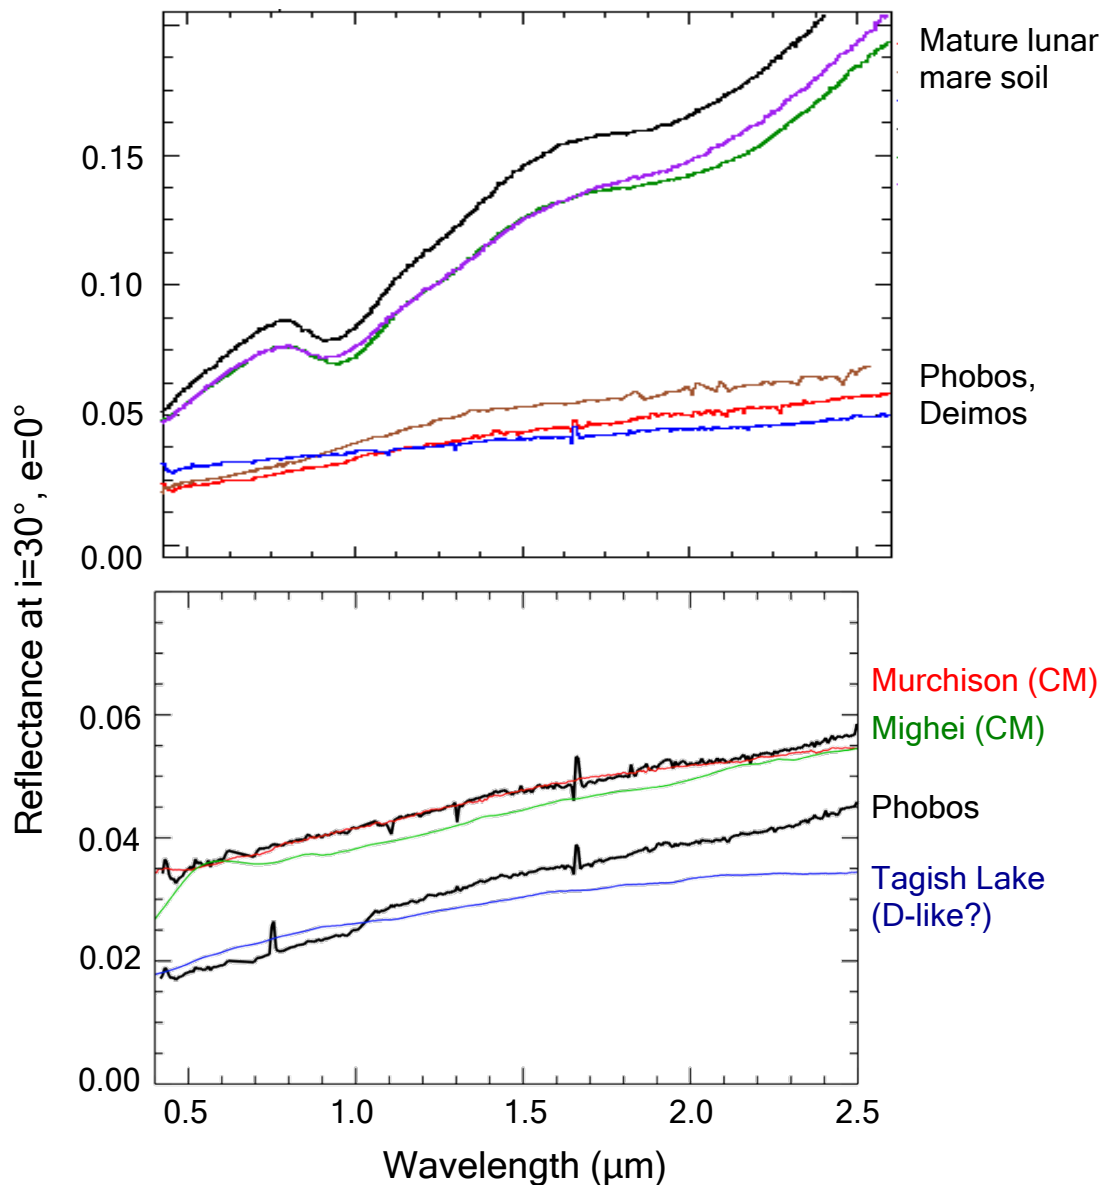 Mature lunar
mare soil
0.15
0.10
Phobos,
Deimos
0.05
0.00
Reflectance at i=30°, e=0°
Murchison (CM)
0.06
Mighei (CM)
Phobos
0.04
Tagish Lake
(D-like?)
0.02
0.00
0.5 1.0 1.5 2.0 2.5
Wavelength (μm)